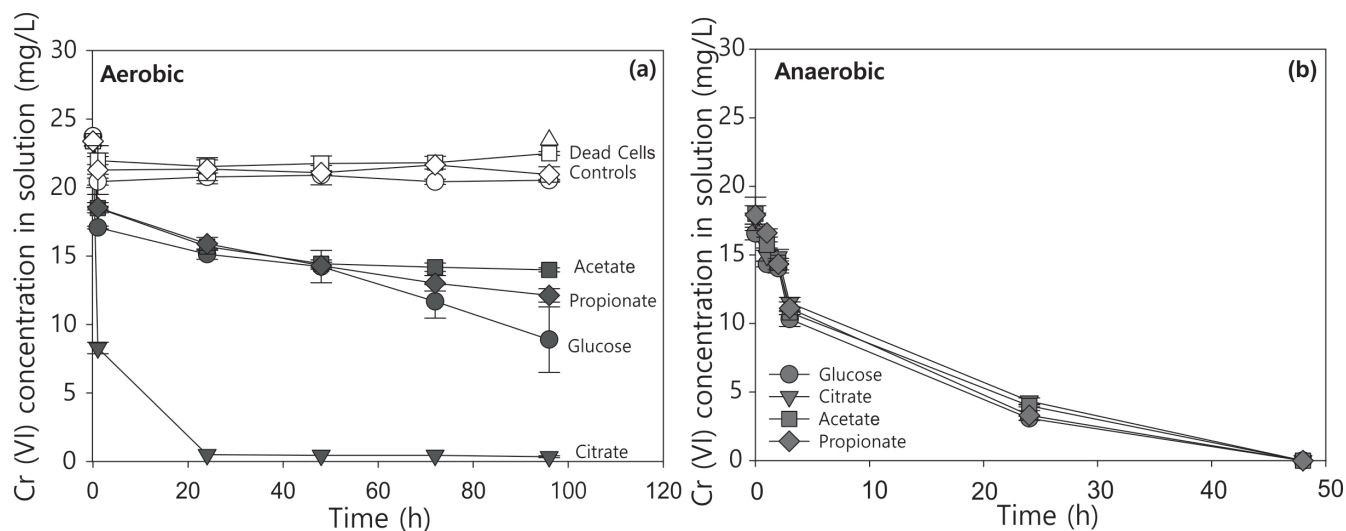 Aerobic
(a)
Cr (VI) concentration in solution (mg/L)
30
25
20
15
10
5
0
Dead Cells
Controls
Acetate
Propionate
Glucose
Citrate
0 20 40 60 80 100 120
Time (h)
Anaerobic
(b)
Cr (VI) concentration in solution (mg/L)
30
25
20
15
10
5
0
Glucose
Citrate
Acetate
Propionate
0 10 20 30 40 50
Time (h)